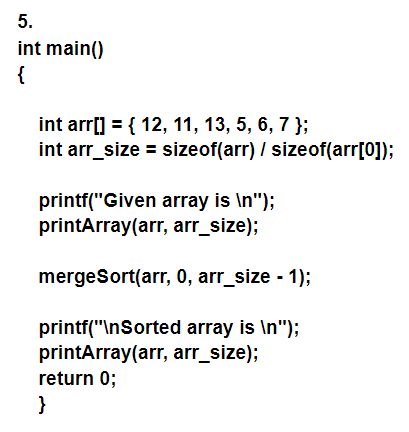 5.
int main()
{
int arr[] = { 12, 11, 13, 5, 6, 7 };
int arr_size = sizeof(arr) / sizeof(arr[0]);
printf("Given array is \n");
printArray(arr, arr_size);
mergeSort(arr, 0, arr_size - 1);
printf("\nSorted array is \n");
printArray(arr, arr_size);
return 0;
}